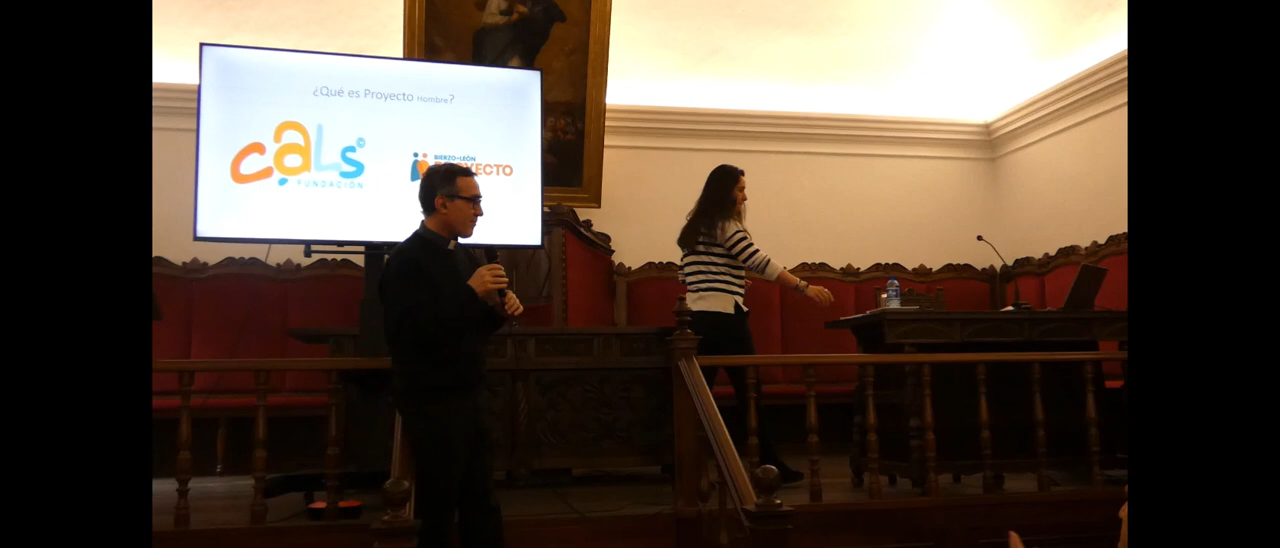 ¿Qué es Proyecto Hombre?
cals
FUNDACIÓN
BIERZO-LEÓN
PROYECTO